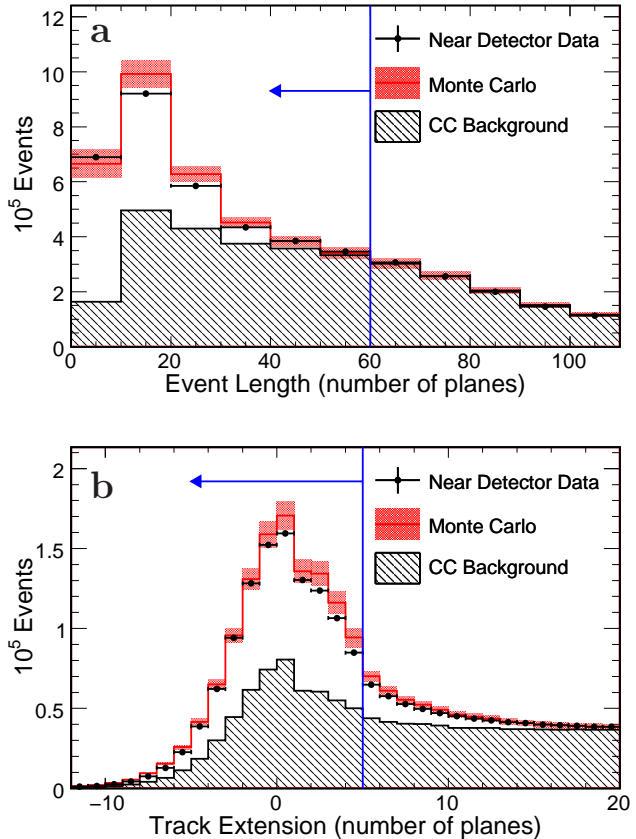 a
12
10
8
6
4
2
0
10⁵ Events
Near Detector Data
Monte Carlo
CC Background
0 20 40 60 80 100
Event Length (number of planes)
b
2
1.5
1
0.5
0
10⁵ Events
Near Detector Data
Monte Carlo
CC Background
−10 0 10 20
Track Extension (number of planes)